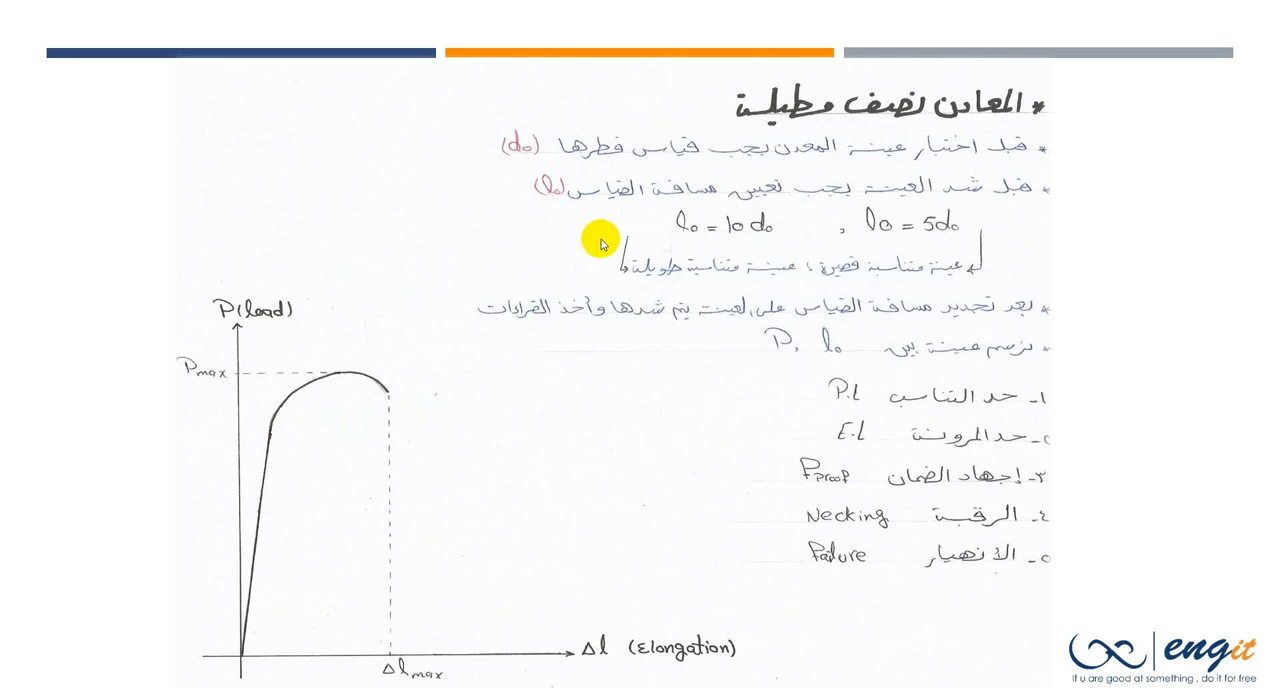 * المعادن نصف مطيلة
* قبل اختبار عينة المعدن يجب قياس قطرها (do)
* قبل شد العينة يجب تعيين مسافة القياس (lo)
lo = 5do , lo = 10 do
عينة متناسبة قصيرة ، عينة متناسبة طويلة
* بعد تحديد مسافة القياس على لعينة يتم شدها وأخذ القراءات
* نرسم عينة بين P, lo
١- حد التناسب P.L
٢- حد المرونة E.L
٣- إجهاد الضمان Pproof
٤- الرقبة Necking
٥- الأنهيار Failure
P(load)
Pmax
Δl (Elongation)
Δlmax
engit
If u are good at something , do it for free